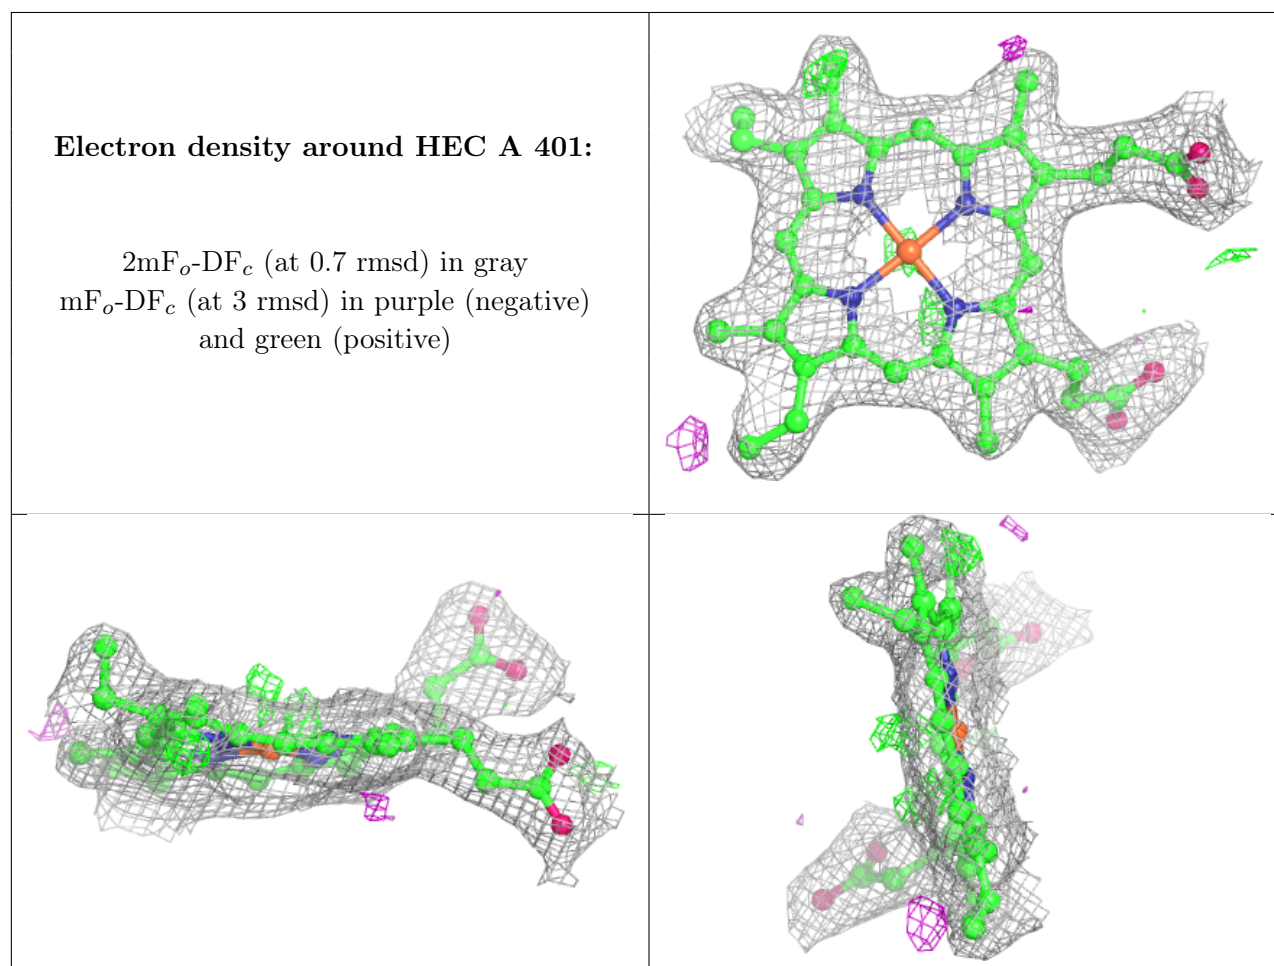 Electron density around HEC A 401:
2mFo-DFc (at 0.7 rmsd) in gray
mFo-DFc (at 3 rmsd) in purple (negative)
and green (positive)